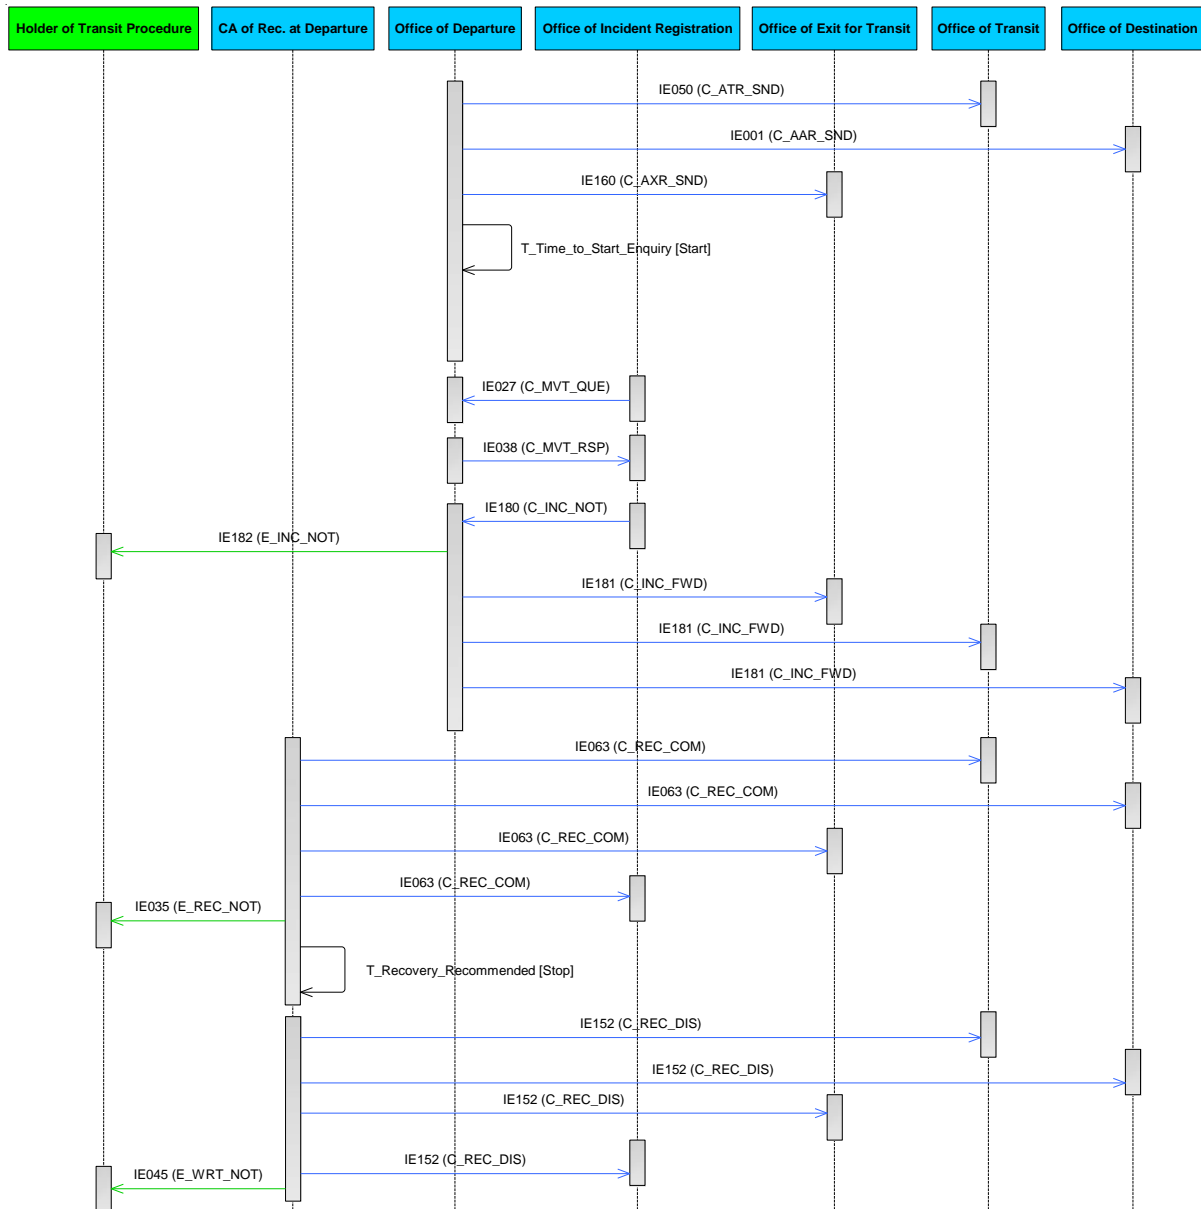 Holder of Transit Procedure
CA of Rec. at Departure
Office of Departure
Office of Incident Registration
Office of Exit for Transit
Office of Transit
Office of Destination
IE050 (C_ATR_SND)
IE001 (C_AAR_SND)
IE160 (C_AXR_SND)
T_Time_to_Start_Enquiry [Start]
IE027 (C_MVT_QUE)
IE038 (C_MVT_RSP)
IE180 (C_INC_NOT)
IE182 (E_INC_NOT)
IE181 (C_INC_FWD)
IE181 (C_INC_FWD)
IE181 (C_INC_FWD)
IE063 (C_REC_COM)
IE063 (C_REC_COM)
IE063 (C_REC_COM)
IE063 (C_REC_COM)
IE035 (E_REC_NOT)
T_Recovery_Recommended [Stop]
IE152 (C_REC_DIS)
IE152 (C_REC_DIS)
IE152 (C_REC_DIS)
IE152 (C_REC_DIS)
IE045 (E_WRT_NOT)